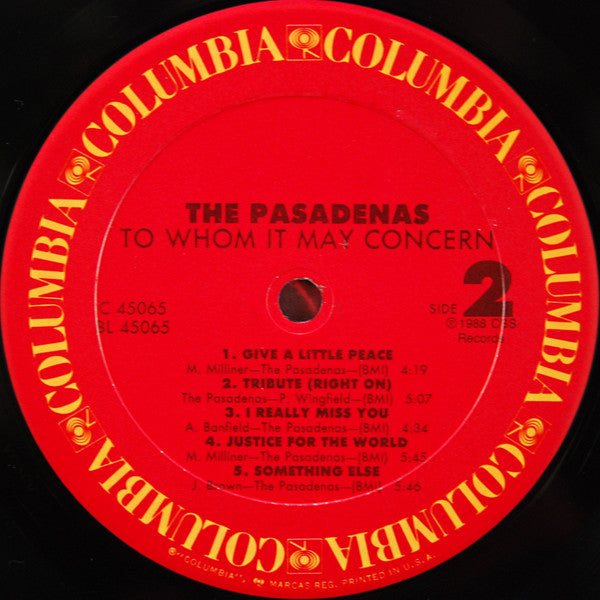 COLUMBIA COLUMBIA COLUMBIA COLUMBIA COLUMBIA COLUMBIA COLUMBIA COLUMBIA
THE PASADENAS
TO WHOM IT MAY CONCERN
C 45065
BL 45065
SIDE 2
℗ 1988 CBS
Records
1. GIVE A LITTLE PEACE
M. Milliner—The Pasadenas—(BMI) 4:19
2. TRIBUTE (RIGHT ON)
The Pasadenas—P. Wingfield—(BMI) 5:07
3. I REALLY MISS YOU
A. Banfield—The Pasadenas—(BMI) 4:34
4. JUSTICE FOR THE WORLD
M. Milliner—The Pasadenas—(BMI) 5:45
5. SOMETHING ELSE
J. Brown—The Pasadenas—(BMI) 5:46
"COLUMBIA", MARCAS REG. PRINTED IN U.S.A.